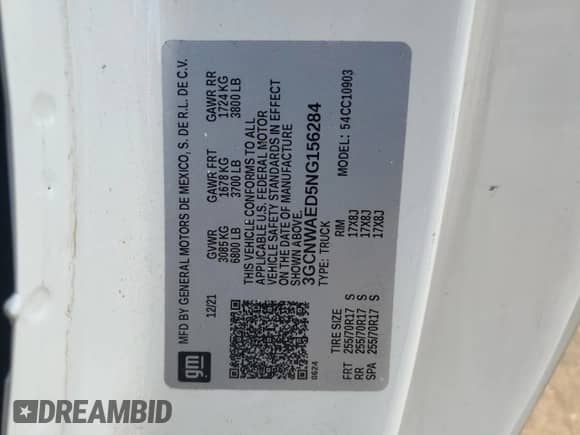 MFD BY GENERAL MOTORS DE MEXICO, S. DE R.L. DE C.V.
12/21 GVWR GAWR FRT GAWR RR
3085 KG 1678 KG 1724 KG
6800 LB 3700 LB 3800 LB
THIS VEHICLE CONFORMS TO ALL
APPLICABLE U.S. FEDERAL MOTOR
VEHICLE SAFETY STANDARDS IN EFFECT
ON THE DATE OF MANUFACTURE
SHOWN ABOVE.
3GCNWAED5NG156284
TYPE: TRUCK MODEL: 54CC10903
gm
0624
TIRE SIZE RIM
FRT 255/70R17 S 17X8J
RR 255/70R17 S 17X8J
SPA 255/70R17 S 17X8J
DREAMBID